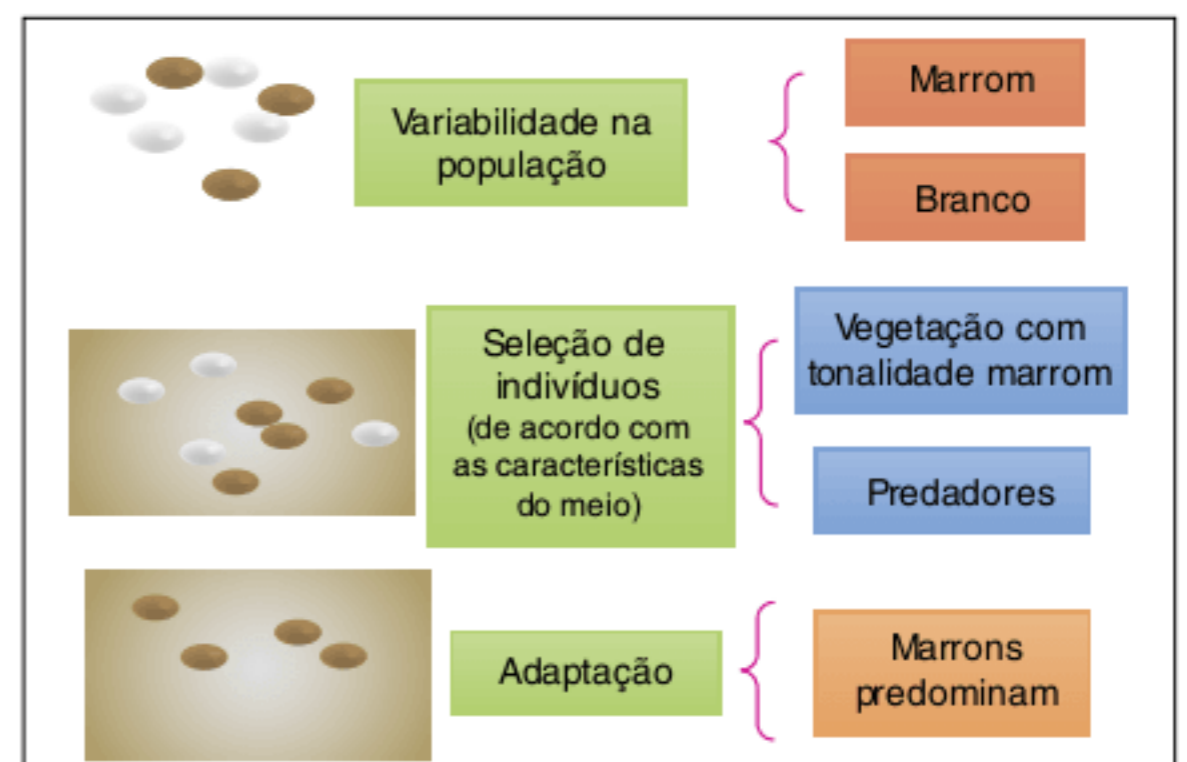 Variabilidade na
população
Marrom
Branco
Seleção de
indivíduos
(de acordo com
as características
do meio)
Vegetação com
tonalidade marrom
Predadores
Adaptação
Marrons
predominam